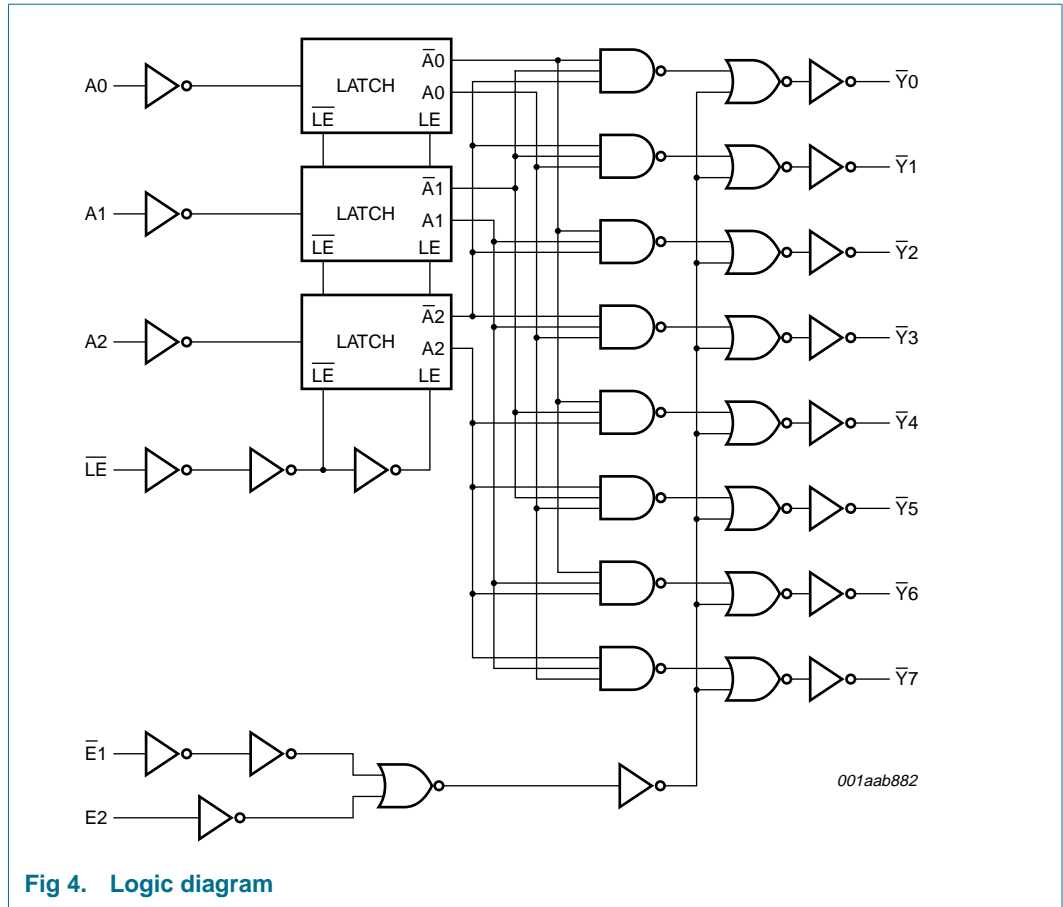 A0
LATCH
A̅0
A0
L̅E̅
LE
Y̅0
A1
LATCH
A̅1
A1
L̅E̅
LE
Y̅1
A2
LATCH
A̅2
A2
L̅E̅
LE
Y̅2
Y̅3
L̅E̅
Y̅4
Y̅5
Y̅6
Y̅7
E̅1
E2
001aab882
Fig 4. Logic diagram